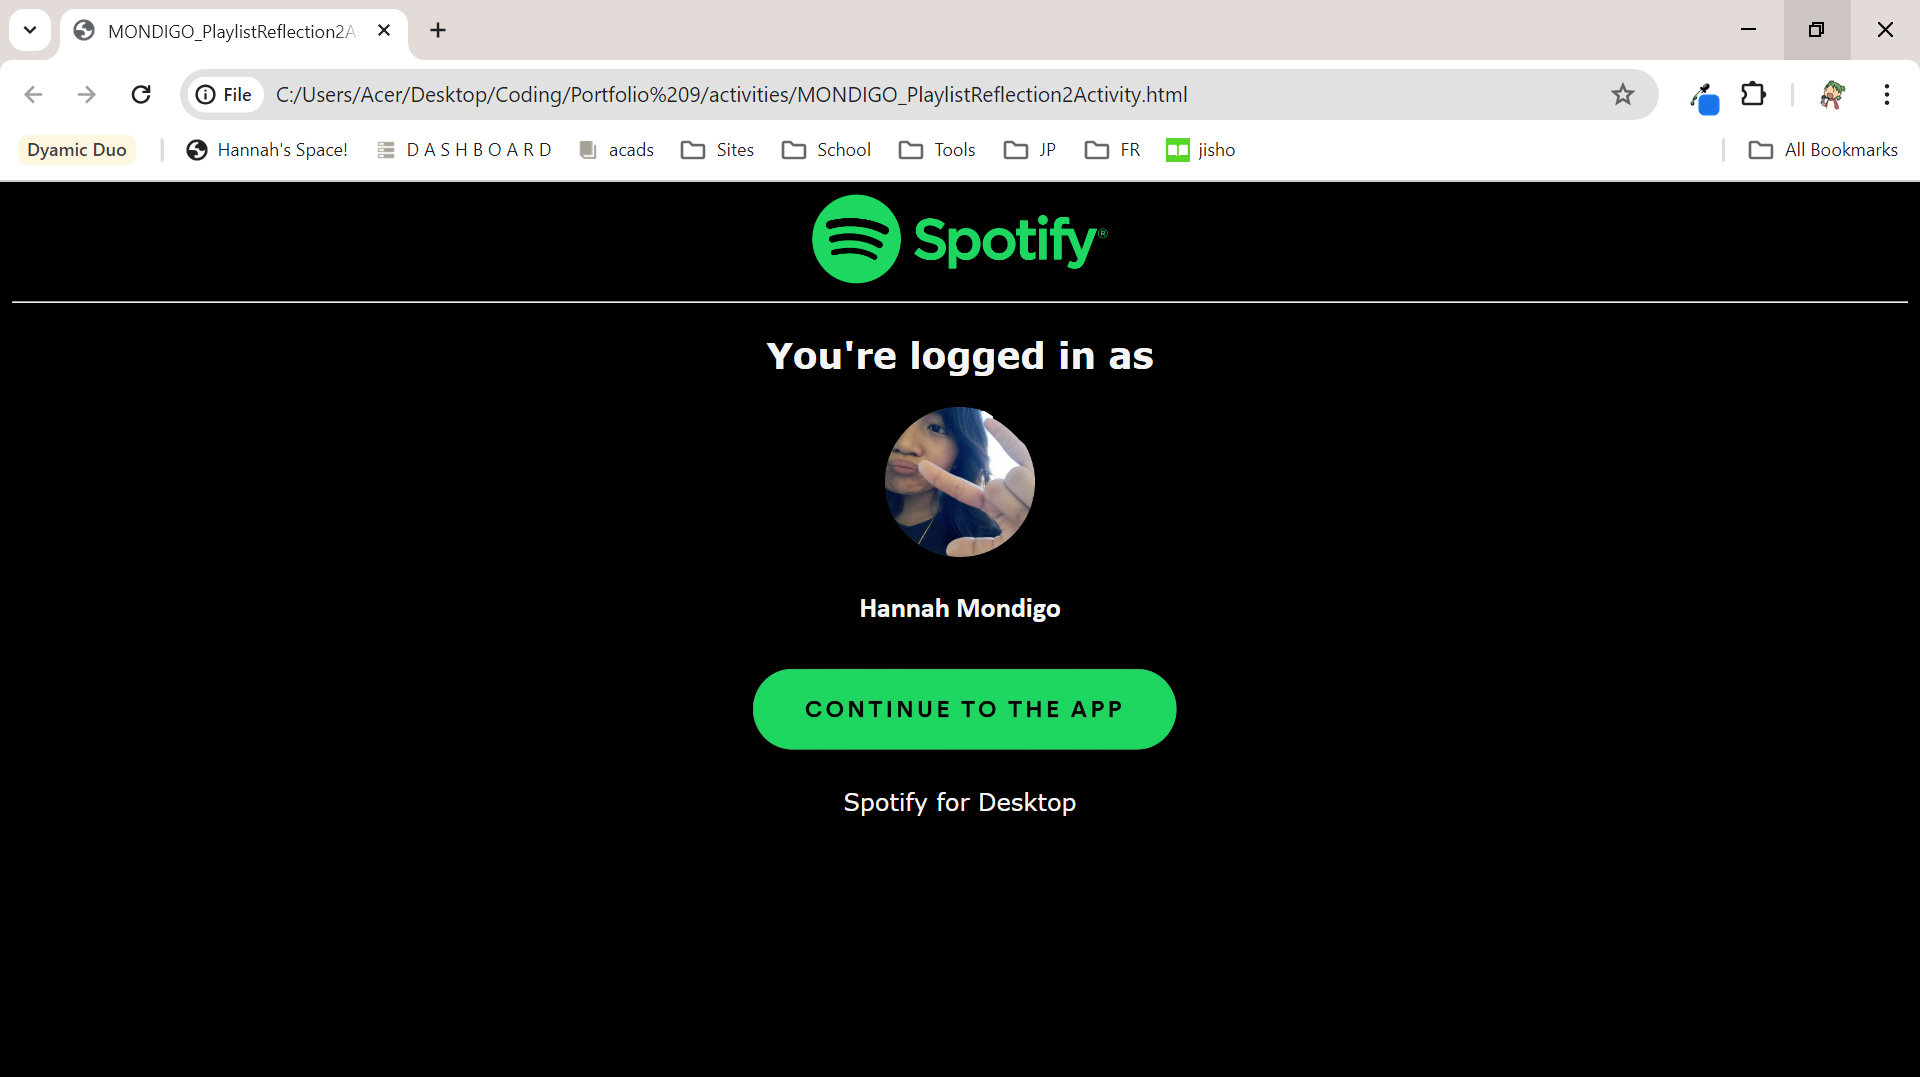 MONDIGO_PlaylistReflection2A
File C:/Users/Acer/Desktop/Coding/Portfolio%209/activities/MONDIGO_PlaylistReflection2Activity.html
Dyamic Duo Hannah's Space! D A S H B O A R D acads Sites School Tools JP FR jisho All Bookmarks
Spotify®
You're logged in as
Hannah Mondigo
CONTINUE TO THE APP
Spotify for Desktop